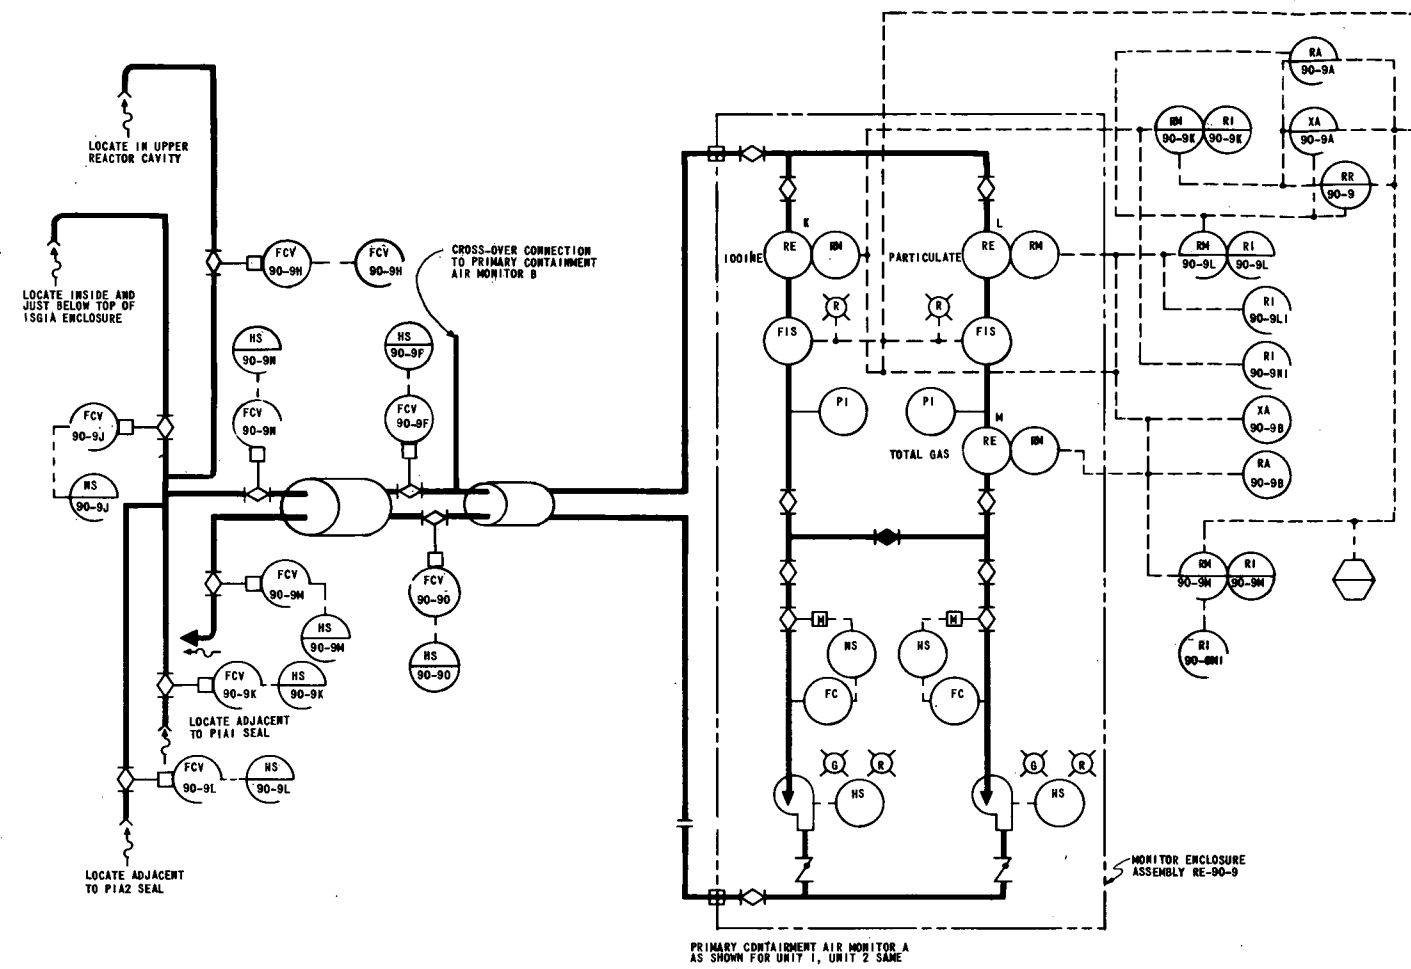 RA
90-9A
LOCATE IN UPPER
REACTOR CAVITY
RM
90-9K
RI
90-9K
XA
90-9A
RR
90-9
LOCATE INSIDE AND
JUST BELOW TOP OF
ISGIA ENCLOSURE
FCV
90-9H
FCV
90-9H
CROSS-OVER CONNECTION
TO PRIMARY CONTAINMENT
AIR MONITOR B
K
IODINE
RE
RM
L
PARTICULATE
RE
RM
RM
90-9L
RI
90-9L
R
R
RI
90-9LI
HS
90-9N
HS
90-9F
FIS
FIS
RI
90-9NI
FCV
90-9J
FCV
90-9N
FCV
90-9F
PI
PI
XA
90-9B
M
TOTAL GAS
RE
RM
RA
90-9B
HS
90-9J
FCV
90-9M
FCV
90-90
RM
90-9M
RI
90-9M
HS
90-9M
M
M
HS
HS
HS
90-90
RI
FCV
90-9K
HS
90-9K
FC
FC
LOCATE ADJACENT
TO PIA1 SEAL
FCV
90-9L
HS
90-9L
G
R
G
R
HS
HS
LOCATE ADJACENT
TO PIA2 SEAL
MONITOR ENCLOSURE
ASSEMBLY RE-90-9
PRIMARY CONTAIRMENT AIR MONITOR A
AS SHOWN FOR UNIT 1, UNIT 2 SAME